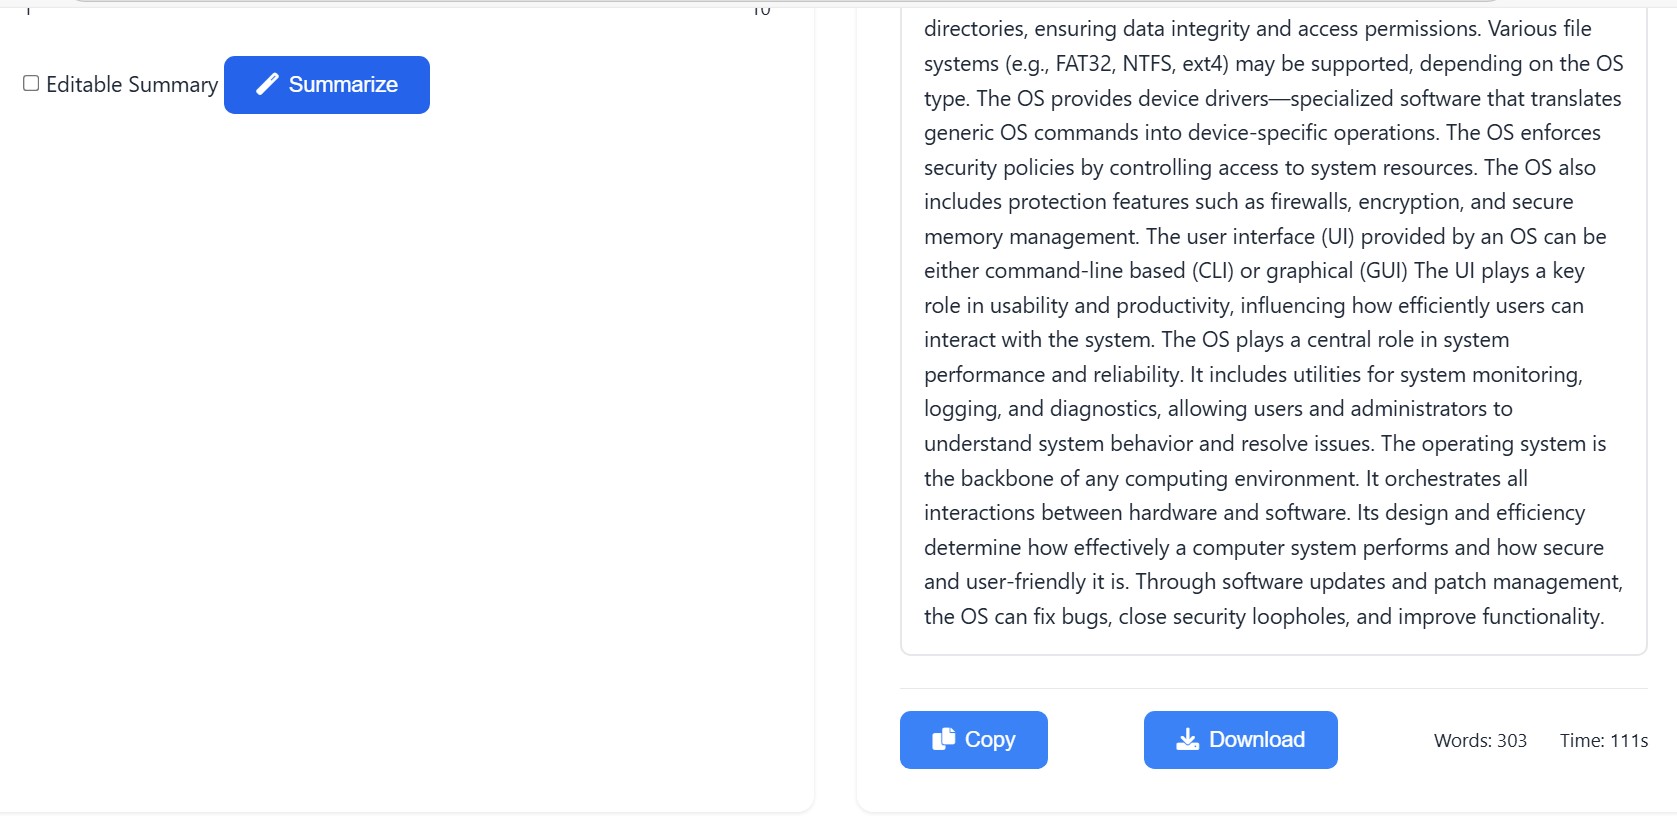 10
Editable Summary
Summarize
directories, ensuring data integrity and access permissions. Various file
systems (e.g., FAT32, NTFS, ext4) may be supported, depending on the OS
type. The OS provides device drivers—specialized software that translates
generic OS commands into device-specific operations. The OS enforces
security policies by controlling access to system resources. The OS also
includes protection features such as firewalls, encryption, and secure
memory management. The user interface (UI) provided by an OS can be
either command-line based (CLI) or graphical (GUI) The UI plays a key
role in usability and productivity, influencing how efficiently users can
interact with the system. The OS plays a central role in system
performance and reliability. It includes utilities for system monitoring,
logging, and diagnostics, allowing users and administrators to
understand system behavior and resolve issues. The operating system is
the backbone of any computing environment. It orchestrates all
interactions between hardware and software. Its design and efficiency
determine how effectively a computer system performs and how secure
and user-friendly it is. Through software updates and patch management,
the OS can fix bugs, close security loopholes, and improve functionality.
Copy
Download
Words: 303
Time: 111s